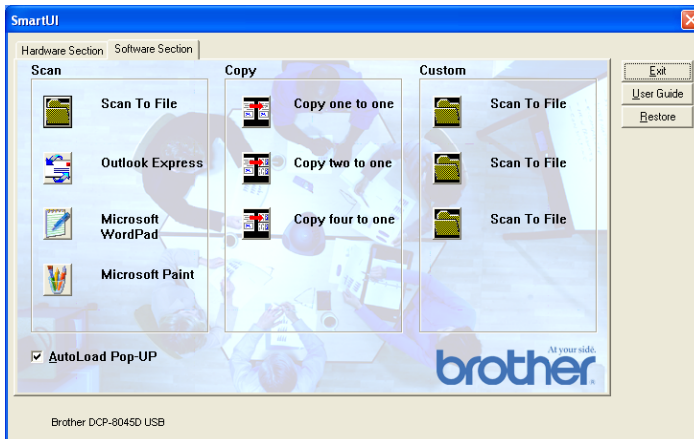 SmartUI
Hardware Section
Software Section
Scan
Scan To File
Outlook Express
Microsoft
WordPad
Microsoft Paint
Copy
Copy one to one
Copy two to one
Copy four to one
Custom
Scan To File
Scan To File
Scan To File
Exit
User Guide
Restore
AutoLoad Pop-UP
At your side.
brother
Brother DCP-8045D USB